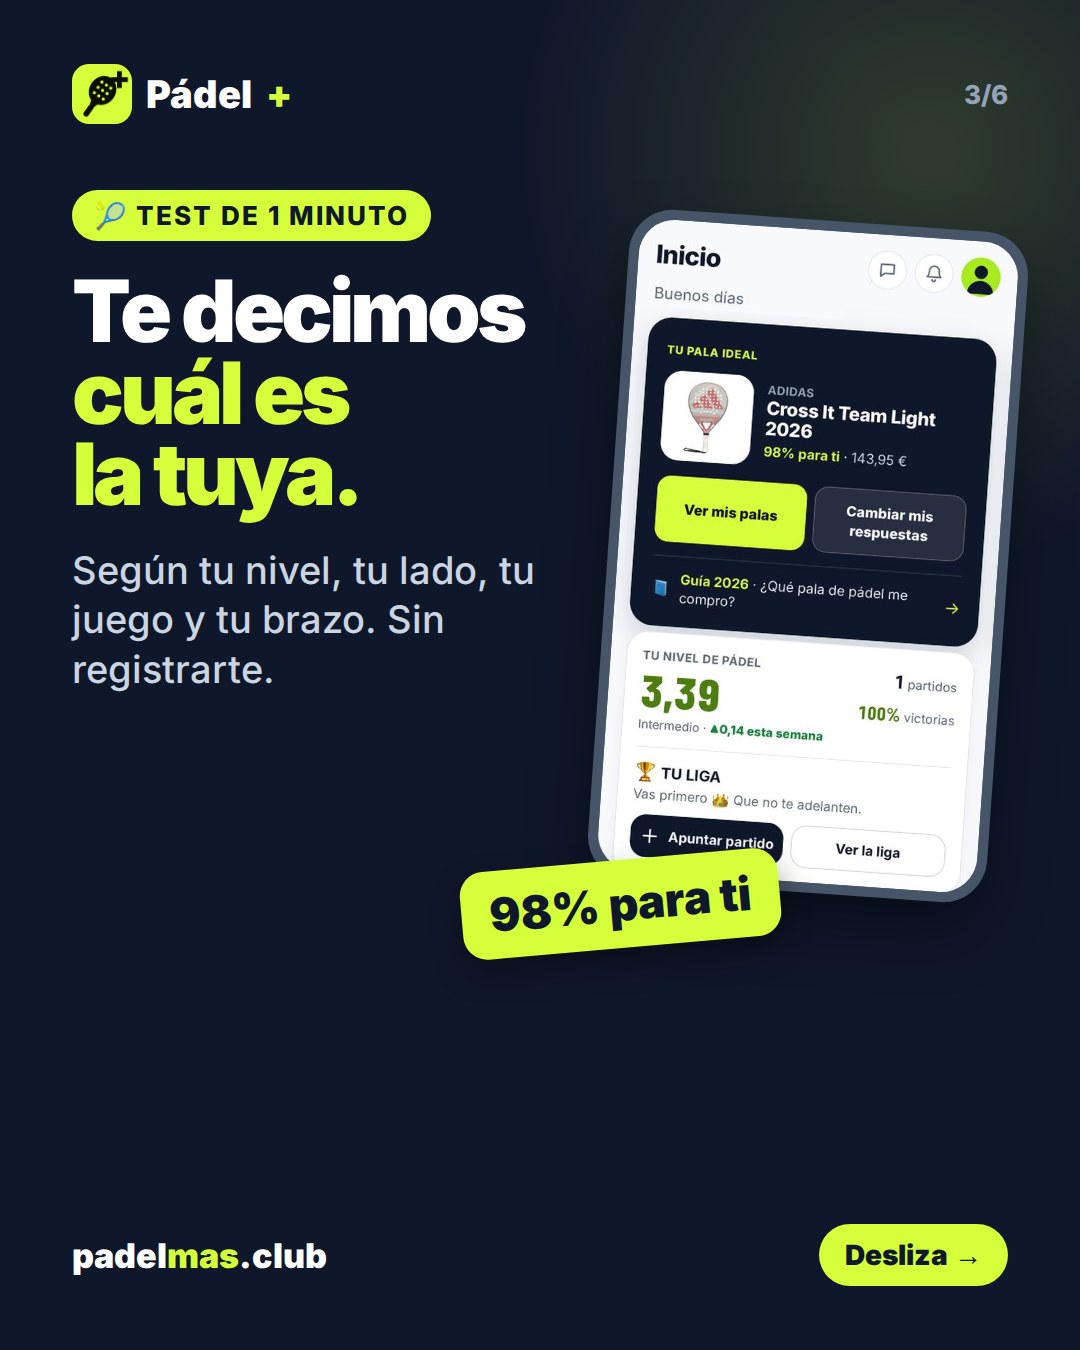 Pádel +
3/6
🎾 TEST DE 1 MINUTO
Te decimos
cuál es
la tuya.
Según tu nivel, tu lado, tu
juego y tu brazo. Sin
registrarte.
Inicio
Buenos días
TU PALA IDEAL
ADIDAS
Cross It Team Light
2026
98% para ti · 143,95 €
Ver mis palas
Cambiar mis
respuestas
Guía 2026 · ¿Qué pala de pádel me
compro?
→
TU NIVEL DE PÁDEL
3,39
1 partidos
100% victorias
Intermedio · ▲0,14 esta semana
🏆 TU LIGA
Vas primero 👑 Que no te adelanten.
+ Apuntar partido
Ver la liga
98% para ti
padelmas.club
Desliza →